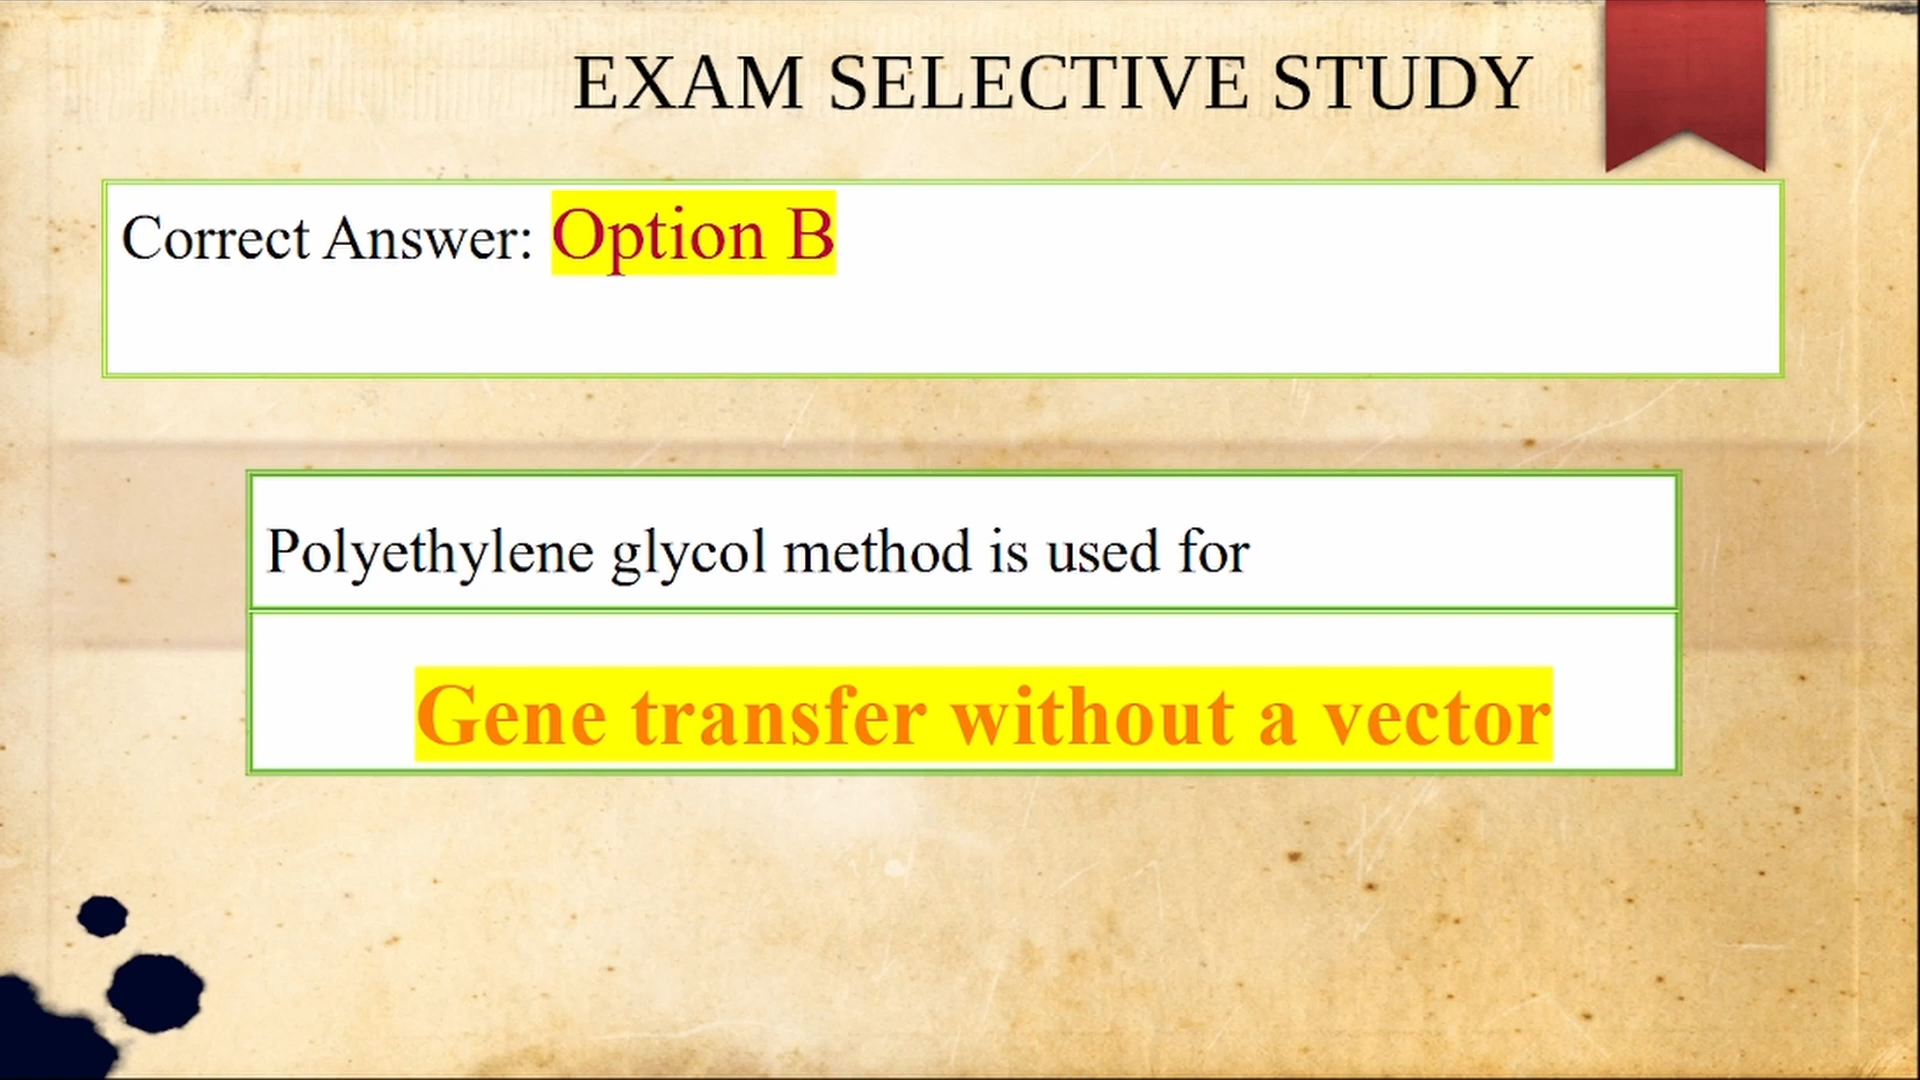 EXAM SELECTIVE STUDY
Correct Answer: Option B
Polyethylene glycol method is used for
Gene transfer without a vector